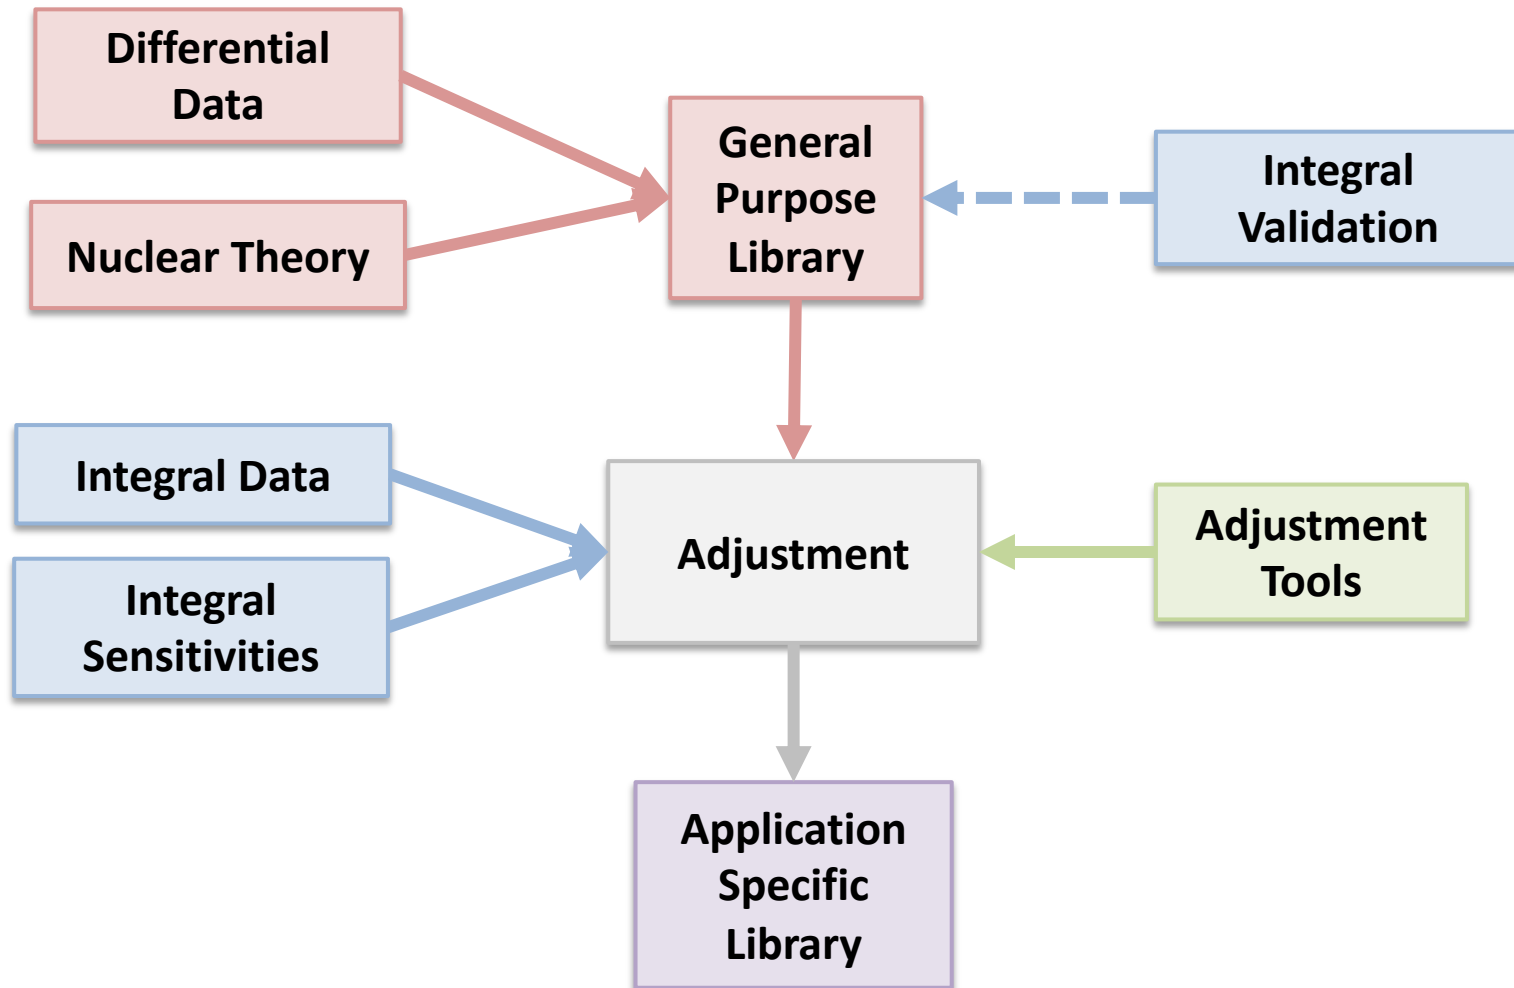 Differential
Data
General
Purpose
Library
Integral
Validation
Nuclear Theory
Integral Data
Adjustment
Adjustment
Tools
Integral
Sensitivities
Application
Specific
Library